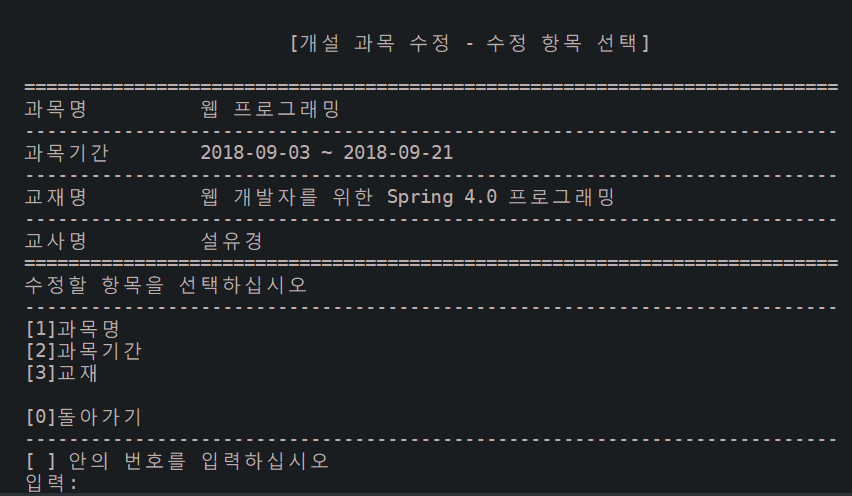 [개설 과목 수정 - 수정 항목 선택]
==========================================================================
과목명 웹 프로그래밍
--------------------------------------------------------------------------
과목기간 2018-09-03 ~ 2018-09-21
--------------------------------------------------------------------------
교재명 웹 개발자를 위한 Spring 4.0 프로그래밍
--------------------------------------------------------------------------
교사명 설유경
==========================================================================
수정할 항목을 선택하십시오
--------------------------------------------------------------------------
[1]과목명
[2]과목기간
[3]교재
[0]돌아가기
--------------------------------------------------------------------------
[ ] 안의 번호를 입력하십시오
입력: